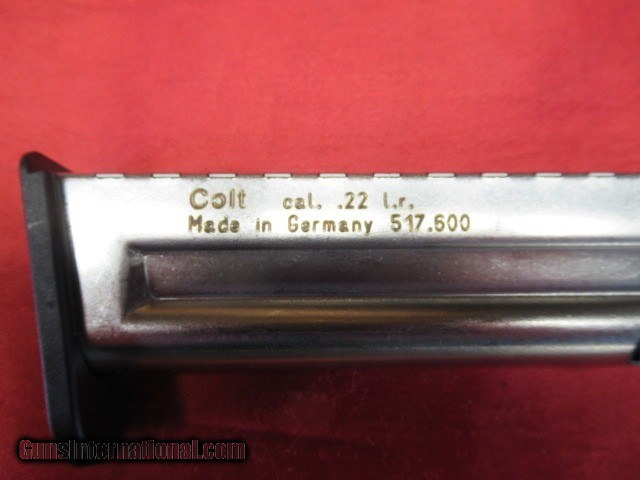 Colt cal. .22 l.r.
Made in Germany 517.600
GunsInternational.com